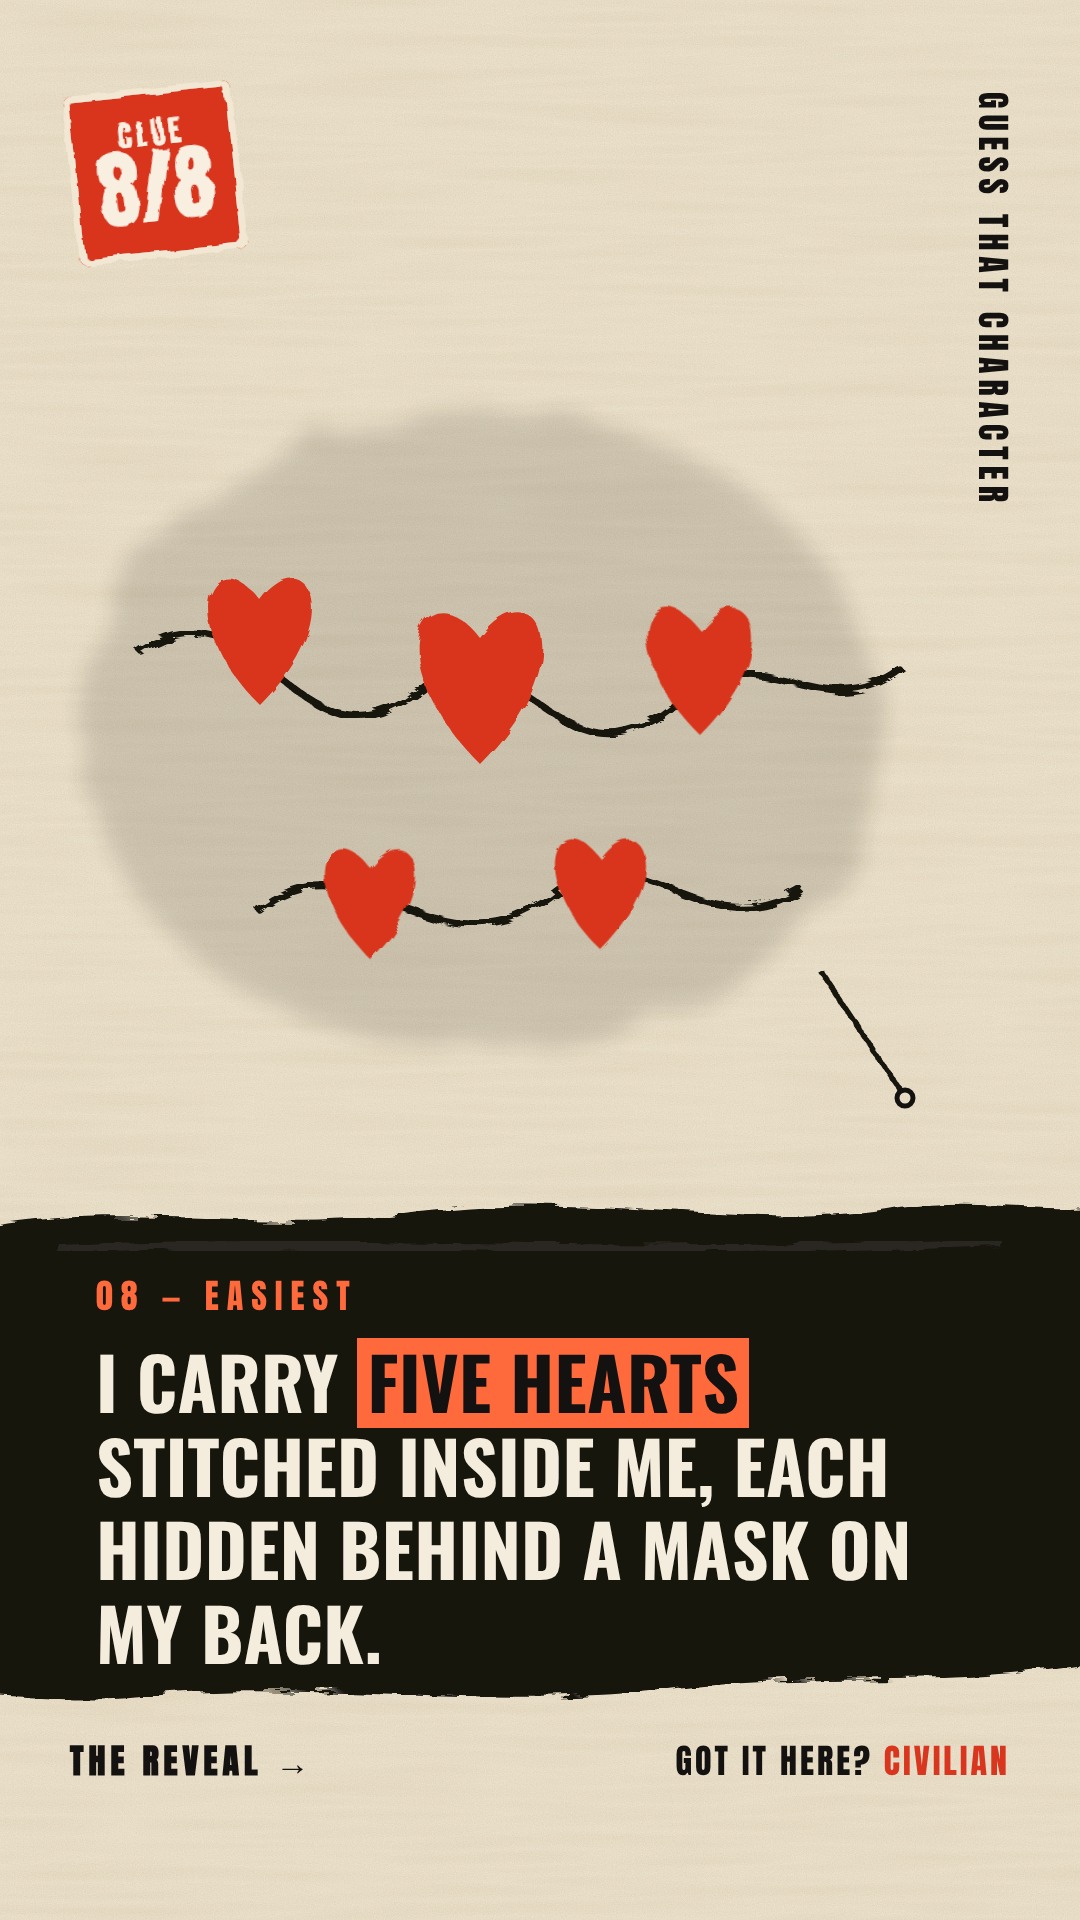 CLUE
8/8
GUESS THAT CHARACTER
08 – EASIEST
I CARRY FIVE HEARTS
STITCHED INSIDE ME, EACH
HIDDEN BEHIND A MASK ON
MY BACK.
THE REVEAL →
GOT IT HERE? CIVILIAN